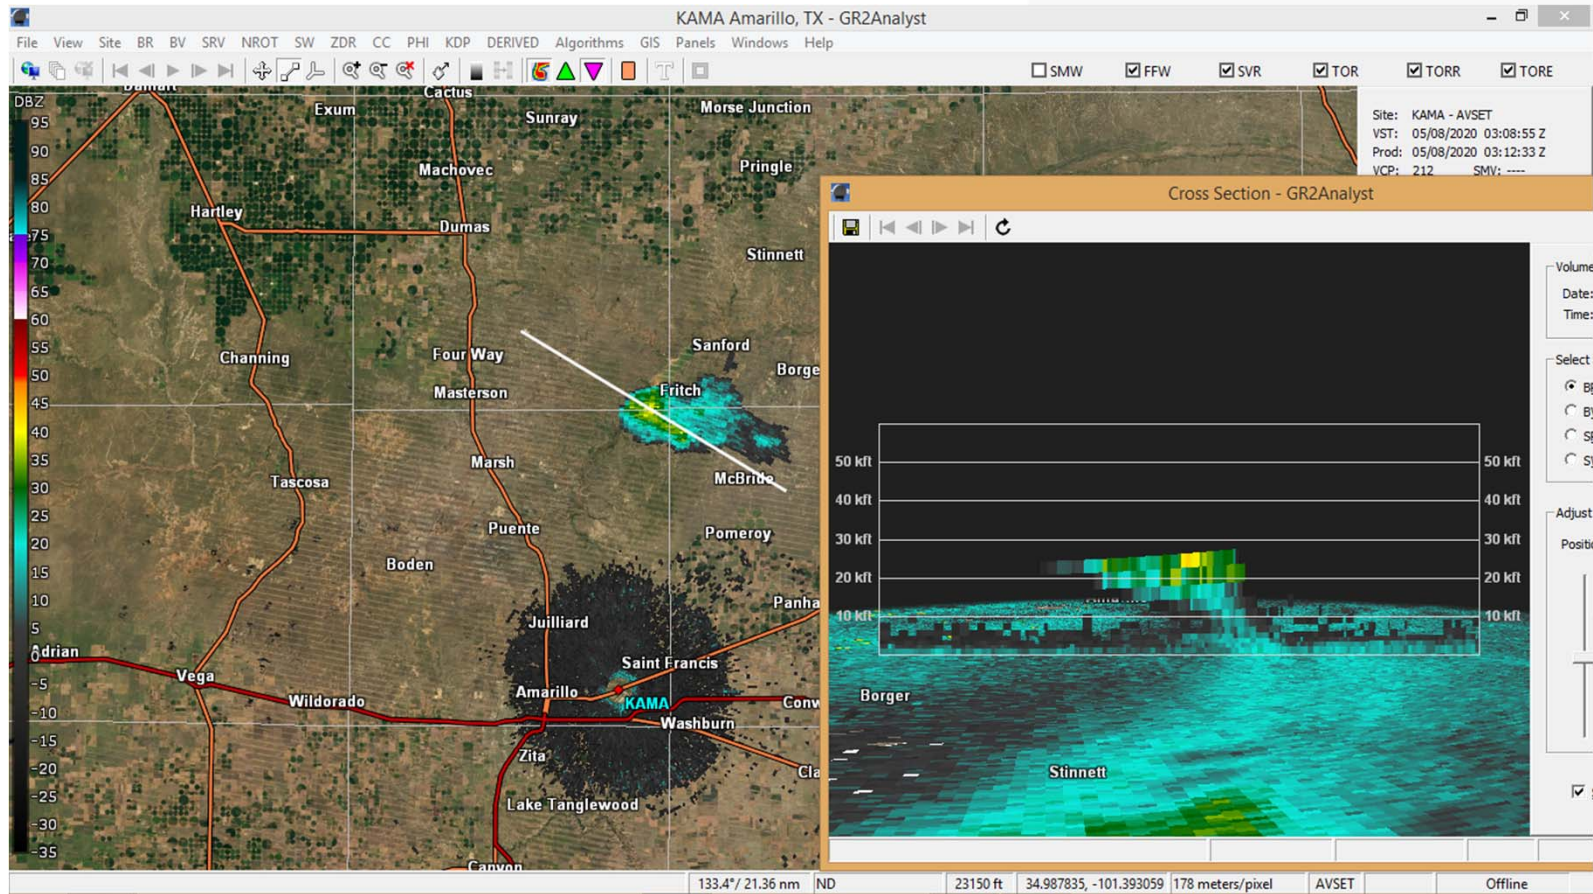 KAMA Amarillo, TX - GR2Analyst
File View Site BR BV SRV NROT SW ZDR CC PHI KDP DERIVED Algorithms GIS Panels Windows Help
SMW FFW SVR TOR TORR TORE
DBZ
95
90
85
80
75
70
65
60
55
50
45
40
35
30
25
20
15
10
5
0
-5
-10
-15
-20
-25
-30
-35
Cactus
Exum
Sunray
Morse Junction
Machovec
Pringle
Hartley
Dumas
Stinnett
Channing
Four Way
Sanford
Borge
Masterson
Fritch
Marsh
McBride
Tascosa
Puente
Pomeroy
Boden
Panha
Juilliard
Adrian
Saint Francis
Vega
Amarillo
KAMA
Conw
Wildorado
Washburn
Zita
Cla
Lake Tanglewood
Canyon
Site: KAMA - AVSET
VST: 05/08/2020 03:08:55 Z
Prod: 05/08/2020 03:12:33 Z
VCP: 212 SMV: ----
Cross Section - GR2Analyst
50 kft 50 kft
40 kft 40 kft
30 kft 30 kft
20 kft 20 kft
10 kft 10 kft
Borger
Stinnett
Volume
Date:
Time:
Select
Adjust
Positio
133.4°/ 21.36 nm ND 23150 ft 34.987835, -101.393059 178 meters/pixel AVSET Offline